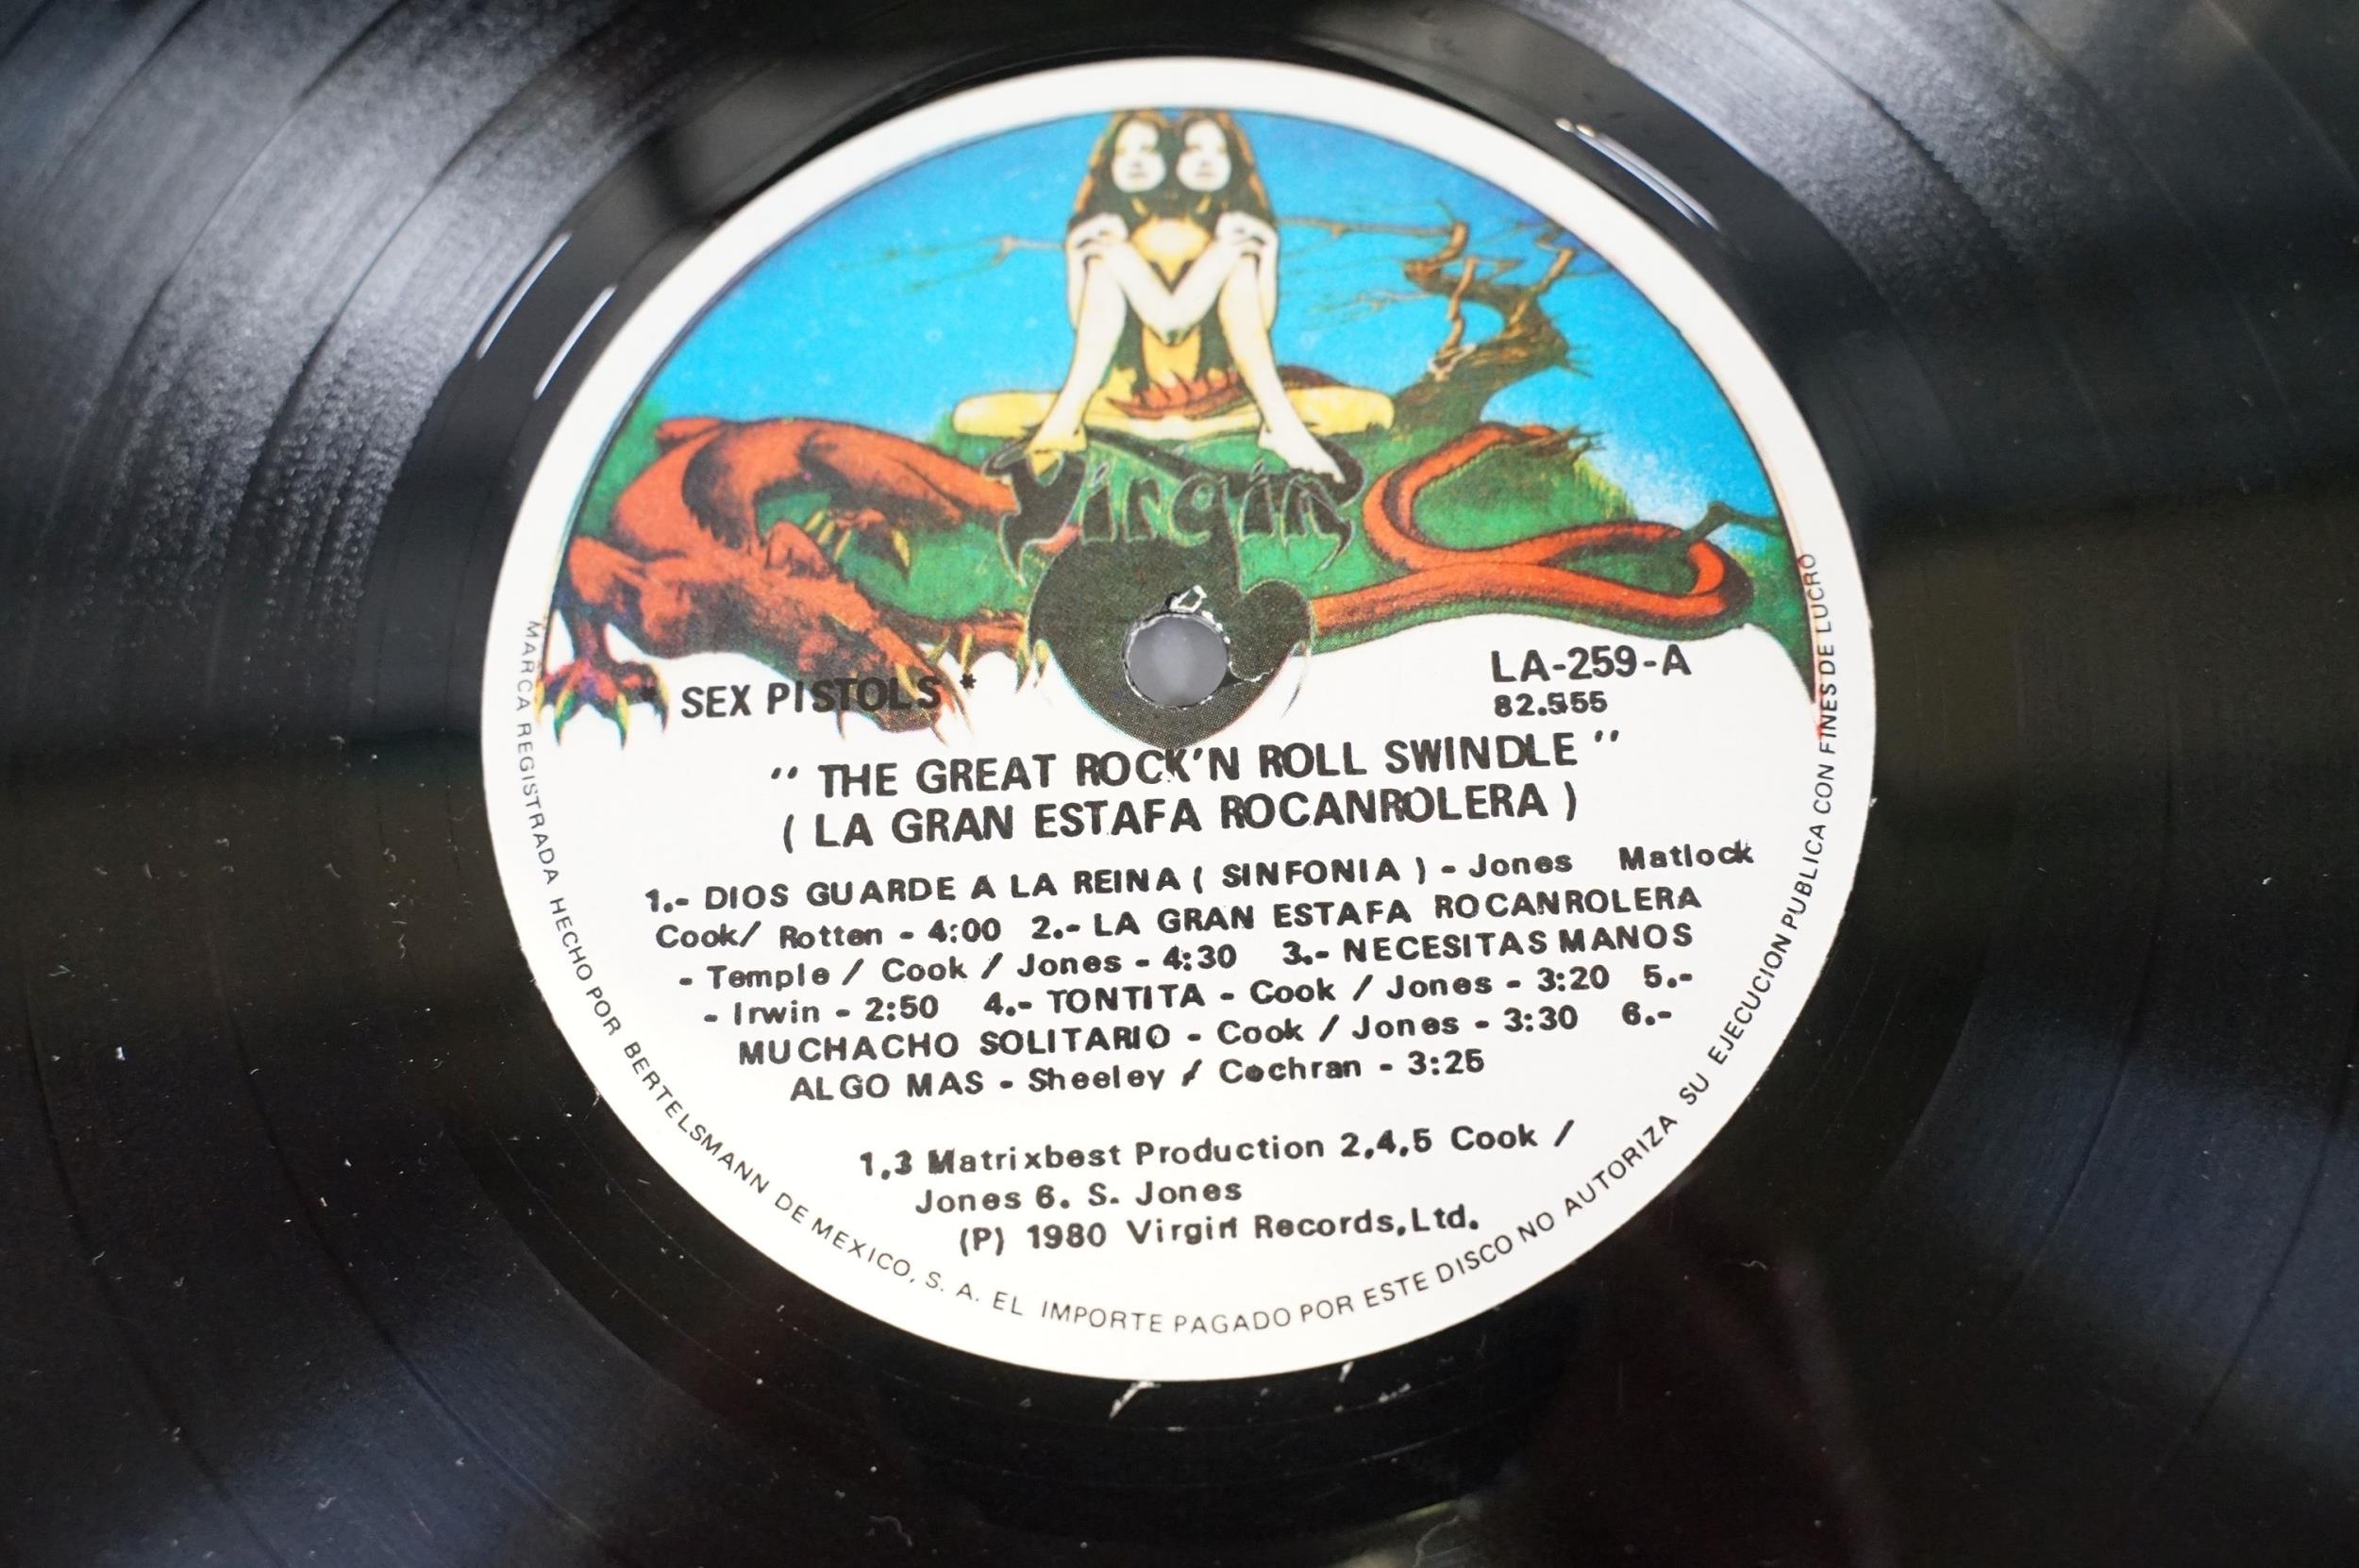 Virgin
LA-259-A
* SEX PISTOLS *
82.555
" THE GREAT ROCK'N ROLL SWINDLE "
( LA GRAN ESTAFA ROCANROLERA )
1.- DIOS GUARDE A LA REINA ( SINFONIA ) - Jones Matlock
Cook/ Rotten - 4:00 2.- LA GRAN ESTAFA ROCANROLERA
- Temple / Cook / Jones - 4:30 3.- NECESITAS MANOS
- Irwin - 2:50 4.- TONTITA - Cook / Jones - 3:20 5.-
MUCHACHO SOLITARIO - Cook / Jones - 3:30 6.-
ALGO MAS - Sheeley / Cochran - 3:25
1,3 Matrixbest Production 2,4,5 Cook /
Jones 6. S. Jones
(P) 1980 Virgin Records,Ltd.
MARCA REGISTRADA HECHO POR BERTELSMANN DE MEXICO, S. A. EL IMPORTE PAGADO POR ESTE DISCO NO AUTORIZA SU EJECUCION PUBLICA CON FINES DE LUCRO